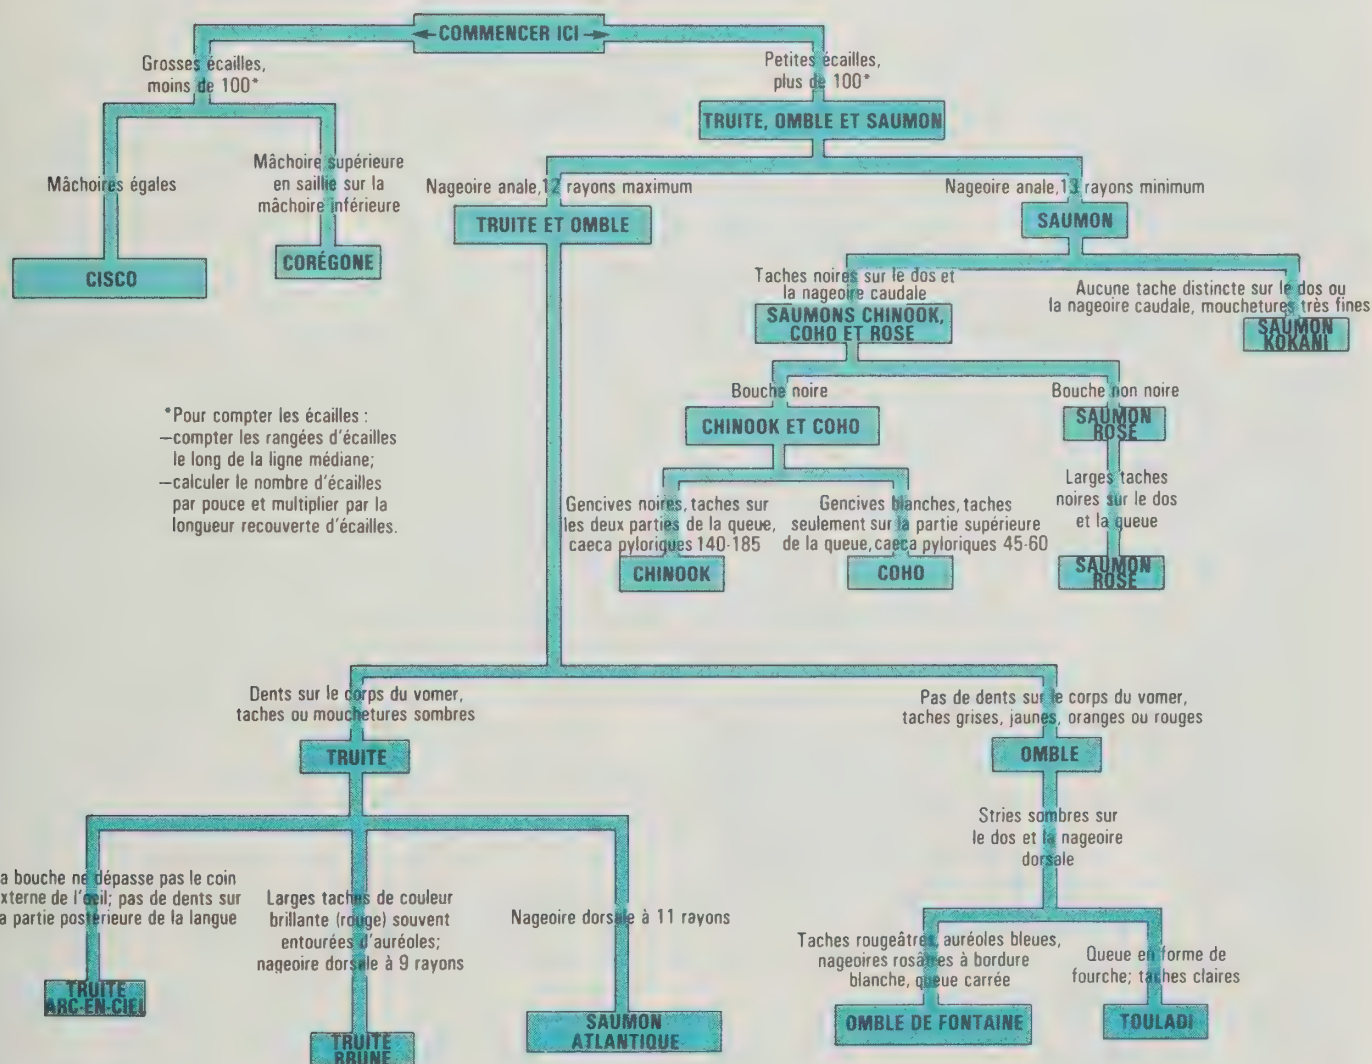 COMMENCER ICI
Grosses écailles,
moins de 100*
Petites écailles,
plus de 100*
TRUITE, OMBLE ET SAUMON
Mâchoires égales
Mâchoire supérieure
en saillie sur la
mâchoire inférieure
Nageoire anale, 12 rayons maximum
Nageoire anale, 13 rayons minimum
CISCO
CORÉGONE
TRUITE ET OMBLE
SAUMON
Taches noires sur le dos et
la nageoire caudale
Aucune tache distincte sur le dos ou
la nageoire caudale, mouchetures très fines
SAUMONS CHINOOK,
COHO ET ROSE
SAUMON
KOKANI
*Pour compter les écailles :
—compter les rangées d'écailles
le long de la ligne médiane;
—calculer le nombre d'écailles
par pouce et multiplier par la
longueur recouverte d'écailles.
Bouche noire
Bouche non noire
CHINOOK ET COHO
SAUMON
ROSE
Gencives noires, taches sur
les deux parties de la queue,
caeca pyloriques 140-185
Gencives blanches, taches
seulement sur la partie supérieure
de la queue, caeca pyloriques 45-60
Larges taches
noires sur le dos
et la queue
CHINOOK
COHO
SAUMON
ROSE
Dents sur le corps du vomer,
taches ou mouchetures sombres
Pas de dents sur le corps du vomer,
taches grises, jaunes, oranges ou rouges
TRUITE
OMBLE
Stries sombres sur
le dos et la nageoire
dorsale
a bouche ne dépasse pas le coin
xterne de l'oeil; pas de dents sur
a partie postérieure de la langue
Larges taches de couleur
brillante (rouge) souvent
entourées d'auréoles;
nageoire dorsale à 9 rayons
Nageoire dorsale à 11 rayons
Taches rougeâtres, auréoles bleues,
nageoires rosâtres à bordure
blanche, queue carrée
Queue en forme de
fourche; taches claires
TRUITE
ARC-EN-CIEL
TRUITE
BRUNE
SAUMON
ATLANTIQUE
OMBLE DE FONTAINE
TOULADI